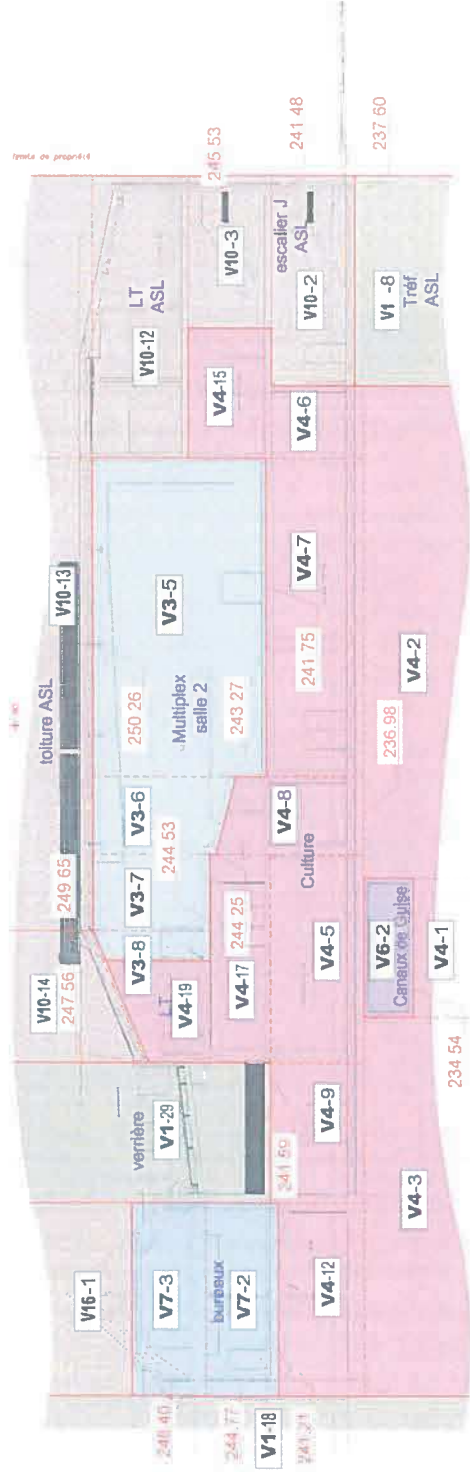 limite de propriété
V16-1
V10-14
247 56
249 65
toiture ASL
V10-13
V10-12
LT
ASL
245 53
V10-3
241 48
escalier J
ASL
V10-2
237 60
V1 -8
Tréf
ASL
verrière
V1-29
V7-3
bureaux
V7-2
244.77
V1-18
V3-8
V3-7
V3-6
244 53
250 26
Multiplex
salle 2
243 27
V3-5
LT
V4-19
V4-17
244 25
V4-15
V4-6
V4-7
241 75
V4-8
Culture
V4-5
V4-9
241.59
V4-12
V4-3
234 54
V6-2
Canaux de Guise
V4-1
236.98
V4-2